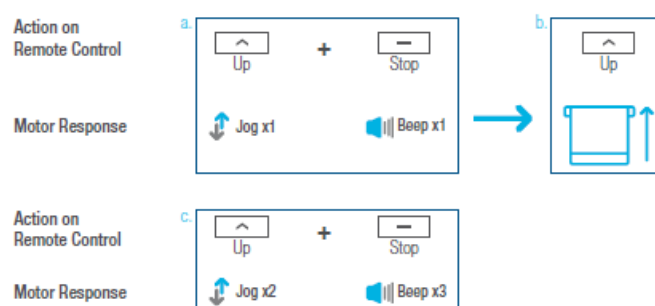 Action on
Remote Control
a.
+
b.
Up
Stop
Up
Motor Response
Jog x1
Beep x1
Action on
Remote Control
c.
+
Up
Stop
Motor Response
Jog x2
Beep x3